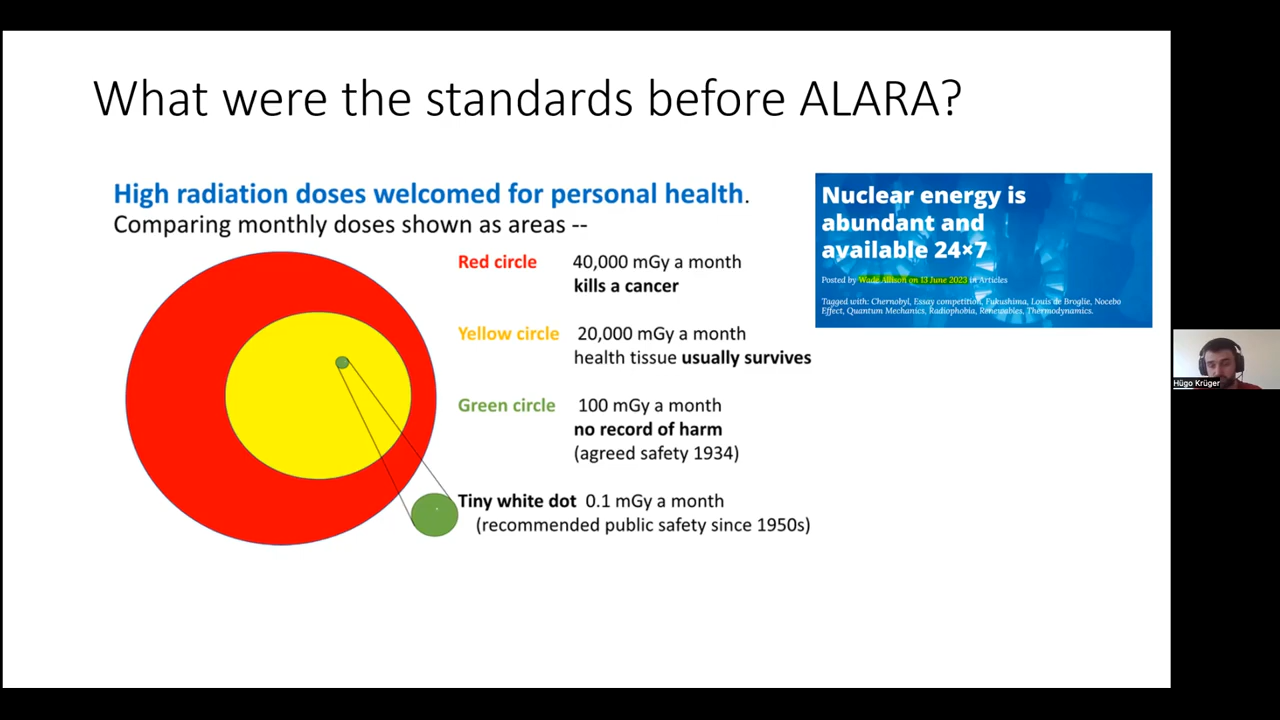 What were the standards before ALARA?
High radiation doses welcomed for personal health.
Comparing monthly doses shown as areas --
Red circle 40,000 mGy a month
kills a cancer
Yellow circle 20,000 mGy a month
health tissue usually survives
Green circle 100 mGy a month
no record of harm
(agreed safety 1934)
Tiny white dot 0.1 mGy a month
(recommended public safety since 1950s)
Nuclear energy is
abundant and
available 24×7
Posted by Wade Allison on 13 June 2023 in Articles
Tagged with: Chernobyl, Essay competition, Fukushima, Louis de Broglie, Nocebo
Effect, Quantum Mechanics, Radiophobia, Renewables, Thermodynamics.
Hügo Krüger